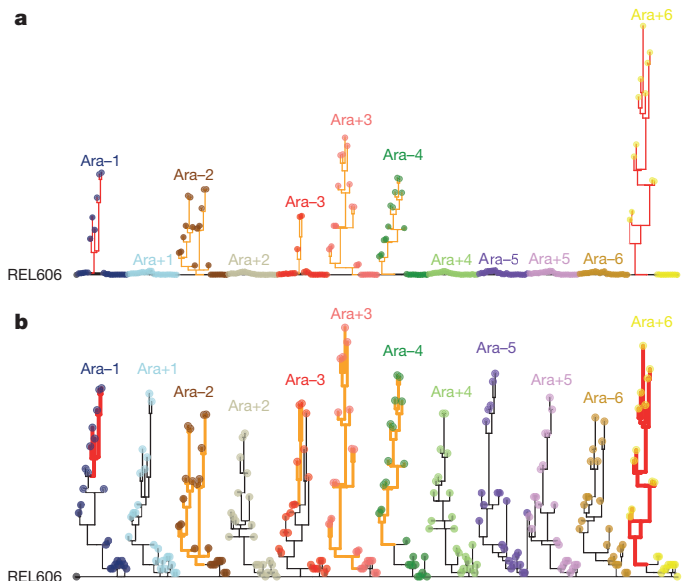 a
Ara+6
Ara+3
Ara–1
Ara–4
Ara–2
Ara–3
Ara+1
Ara+2
Ara+4
Ara–5
Ara+5
Ara–6
REL606
b
Ara+3
Ara+6
Ara–5
Ara–4
Ara–1
Ara+1
Ara–3
Ara+5
Ara–2
Ara+4
Ara–6
Ara+2
REL606